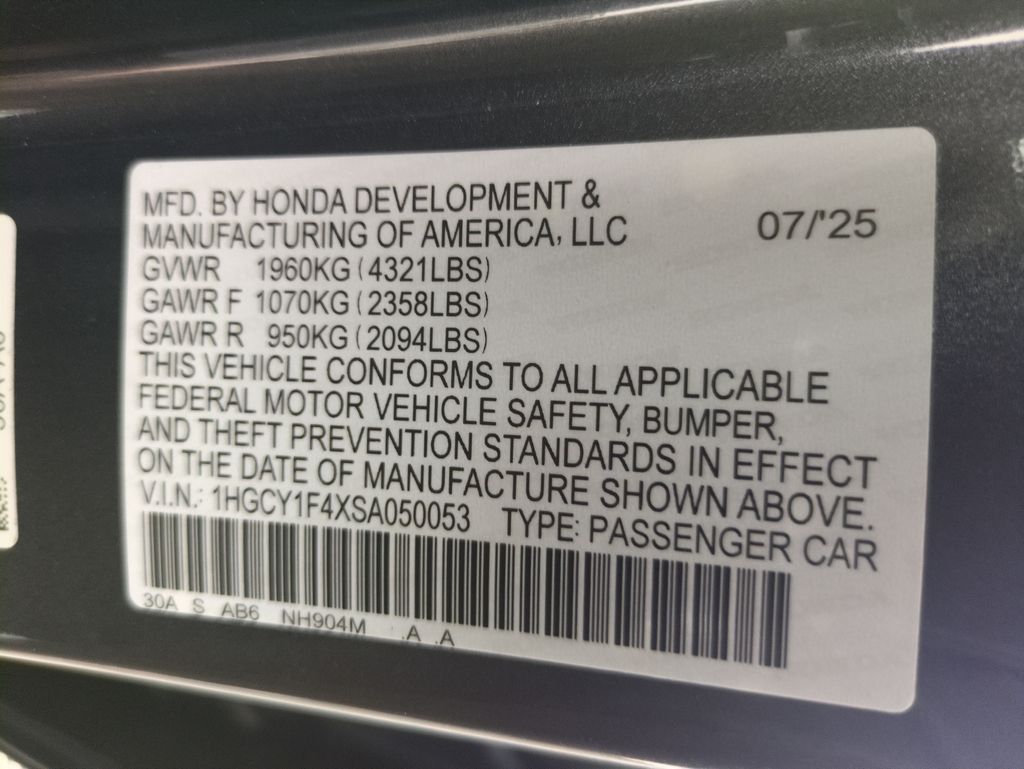 MFD. BY HONDA DEVELOPMENT &
MANUFACTURING OF AMERICA, LLC 07/'25
GVWR 1960KG (4321LBS)
GAWR F 1070KG (2358LBS)
GAWR R 950KG (2094LBS)
THIS VEHICLE CONFORMS TO ALL APPLICABLE
FEDERAL MOTOR VEHICLE SAFETY, BUMPER,
AND THEFT PREVENTION STANDARDS IN EFFECT
ON THE DATE OF MANUFACTURE SHOWN ABOVE.
V.I.N.: 1HGCY1F4XSA050053 TYPE: PASSENGER CAR
30A S AB6 NH904M .A .A